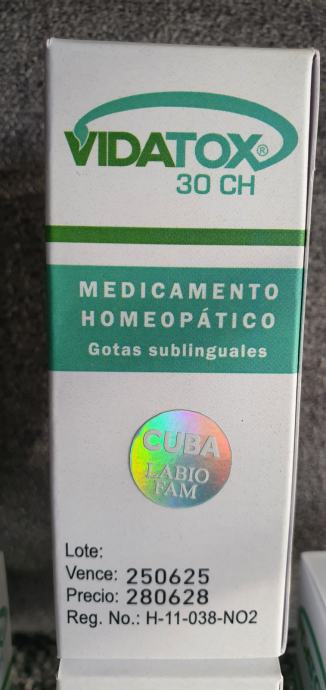 VIDATOX®
30 CH
MEDICAMENTO
HOMEOPÁTICO
Gotas sublinguales
CUBA
LABIO
FAM
Lote:
Vence: 250625
Precio: 280628
Reg. No.: H-11-038-NO2